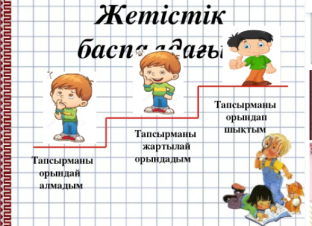 Жетістік
Тапсырманы
орындап
шықтым
Тапсырманы
жартылай
орындадым
Тапсырманы
орындай
алмадым